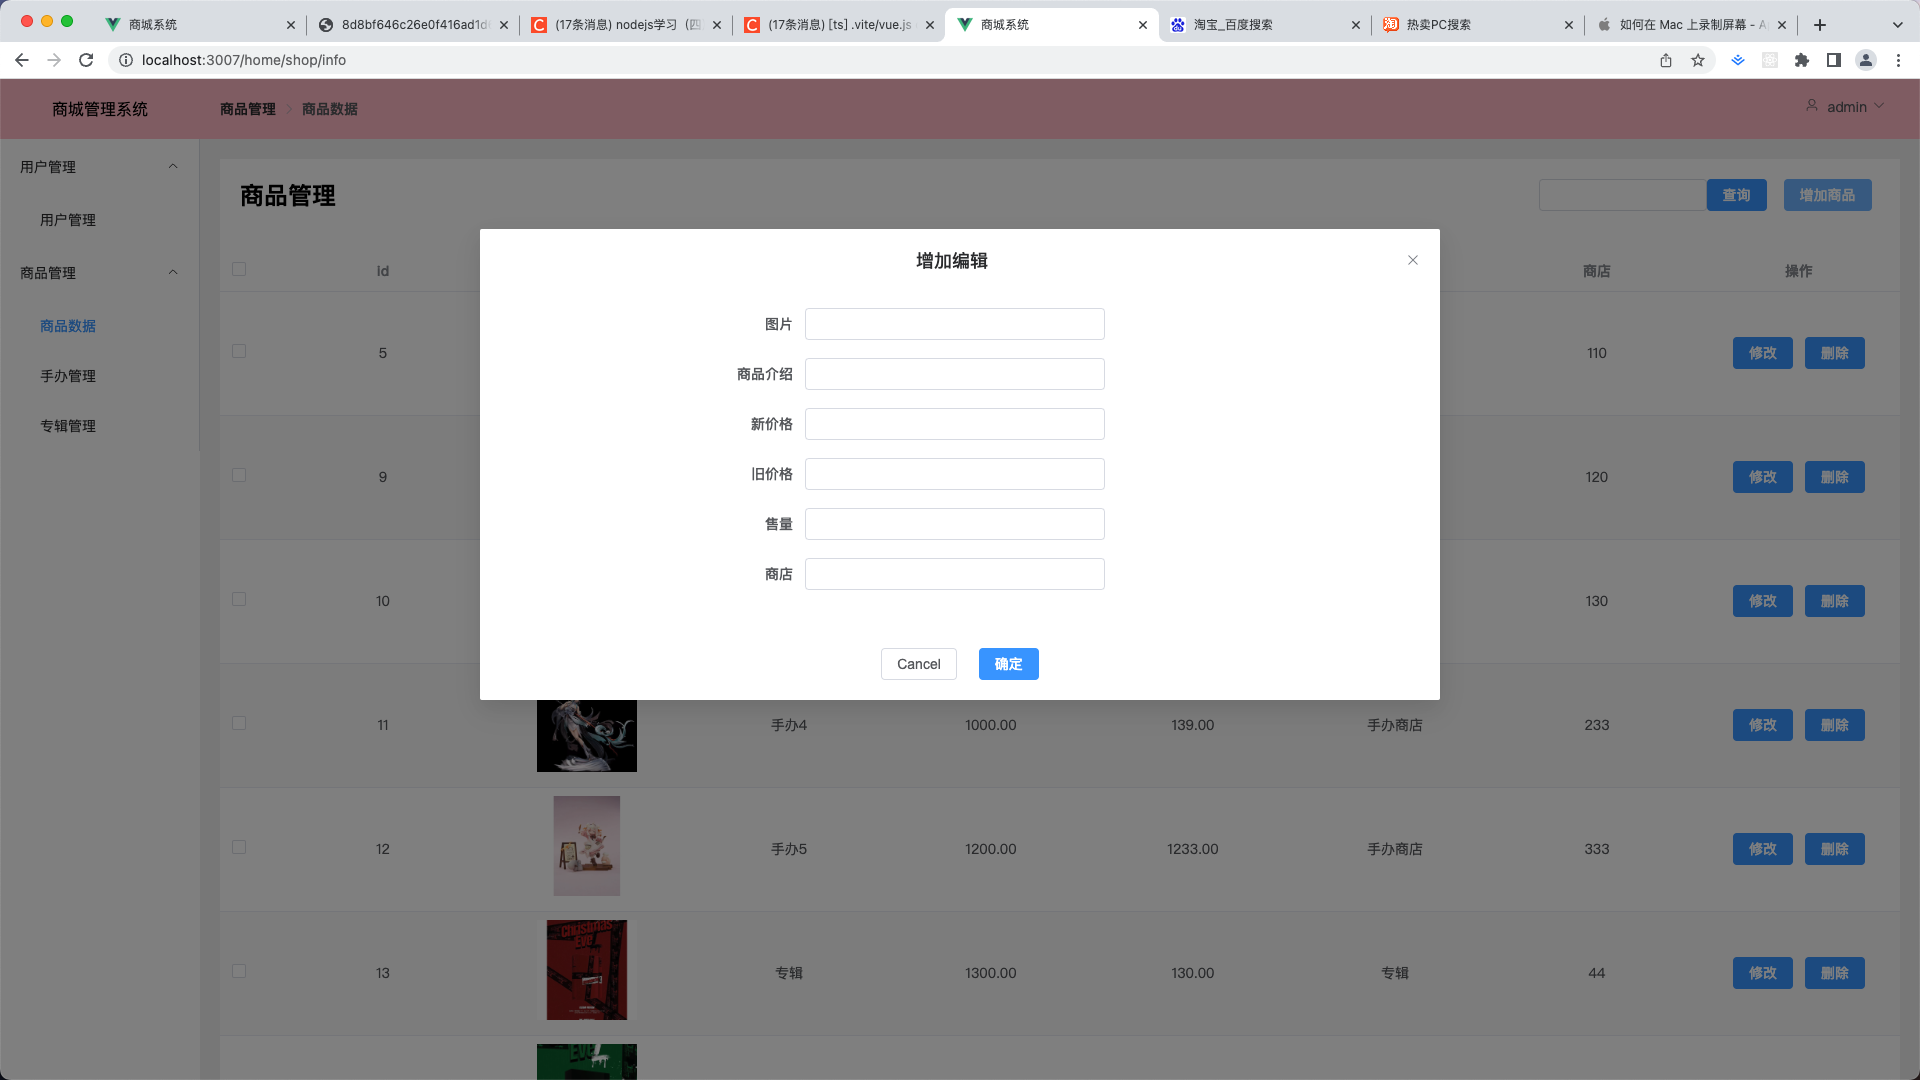 商城系统
8d8bf646c26e0f416ad1d
(17条消息) nodejs学习（四
(17条消息) [ts] .vite/vue.js
商城系统
淘宝_百度搜索
热卖PC搜索
如何在 Mac 上录制屏幕 - A
localhost:3007/home/shop/info
商城管理系统
商品管理 > 商品数据
admin
用户管理
用户管理
商品管理
商品数据
手办管理
专辑管理
商品管理
查询
增加商品
id
商店
操作
增加编辑
图片
商品介绍
新价格
旧价格
售量
商店
Cancel
确定
5
110
修改
删除
9
120
修改
删除
10
130
修改
删除
11
手办4
1000.00
139.00
手办商店
233
修改
删除
12
手办5
1200.00
1233.00
手办商店
333
修改
删除
Christmas
Eve
13
专辑
1300.00
130.00
专辑
44
修改
删除